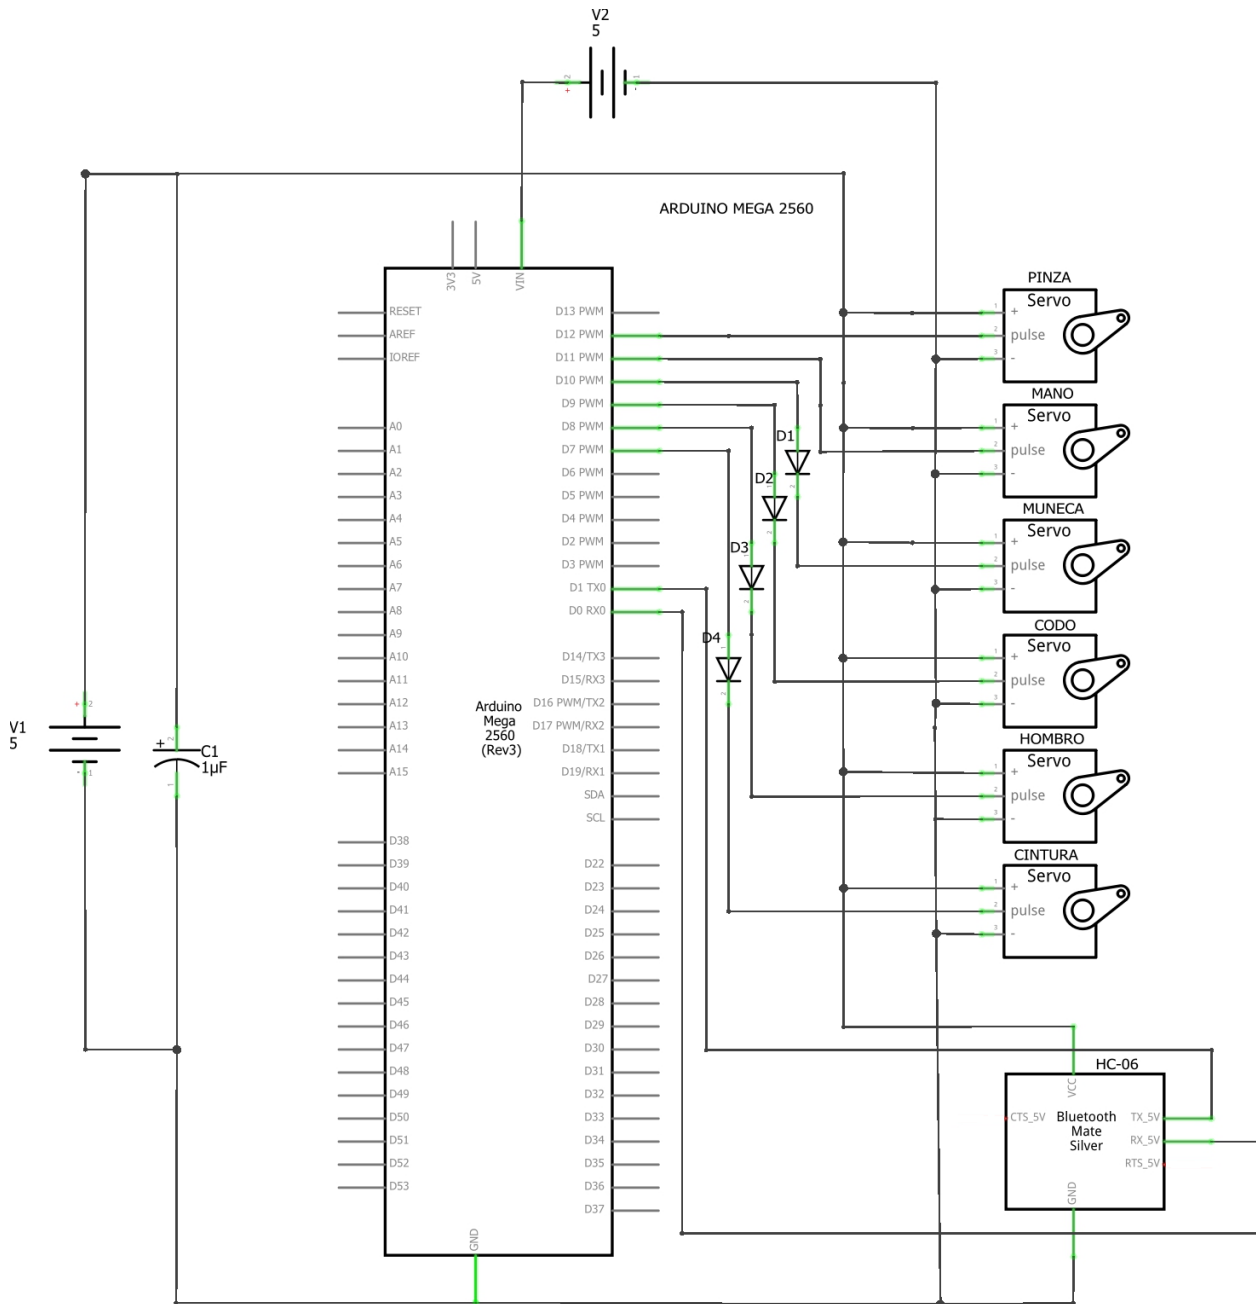 V2
5
ARDUINO MEGA 2560
V1
5
+
C1
1µF
3V3
5V
VIN
RESET
AREF
IOREF
A0
A1
A2
A3
A4
A5
A6
A7
A8
A9
A10
A11
A12
A13
A14
A15
D38
D39
D40
D41
D42
D43
D44
D45
D46
D47
D48
D49
D50
D51
D52
D53
Arduino
Mega
2560
(Rev3)
D13 PWM
D12 PWM
D11 PWM
D10 PWM
D9 PWM
D8 PWM
D7 PWM
D6 PWM
D5 PWM
D4 PWM
D2 PWM
D3 PWM
D1 TX0
D0 RX0
D14/TX3
D15/RX3
D16 PWM/TX2
D17 PWM/RX2
D18/TX1
D19/RX1
SDA
SCL
D22
D23
D24
D25
D26
D27
D28
D29
D30
D31
D32
D33
D34
D35
D36
D37
GND
D1
D2
D3
D4
PINZA
Servo
+
pulse
-
MANO
Servo
+
pulse
-
MUNECA
Servo
+
pulse
-
CODO
Servo
+
pulse
-
HOMBRO
Servo
+
pulse
-
CINTURA
Servo
+
pulse
-
HC-06
VCC
CTS_5V
Bluetooth
Mate
Silver
TX_5V
RX_5V
RTS_5V
GND